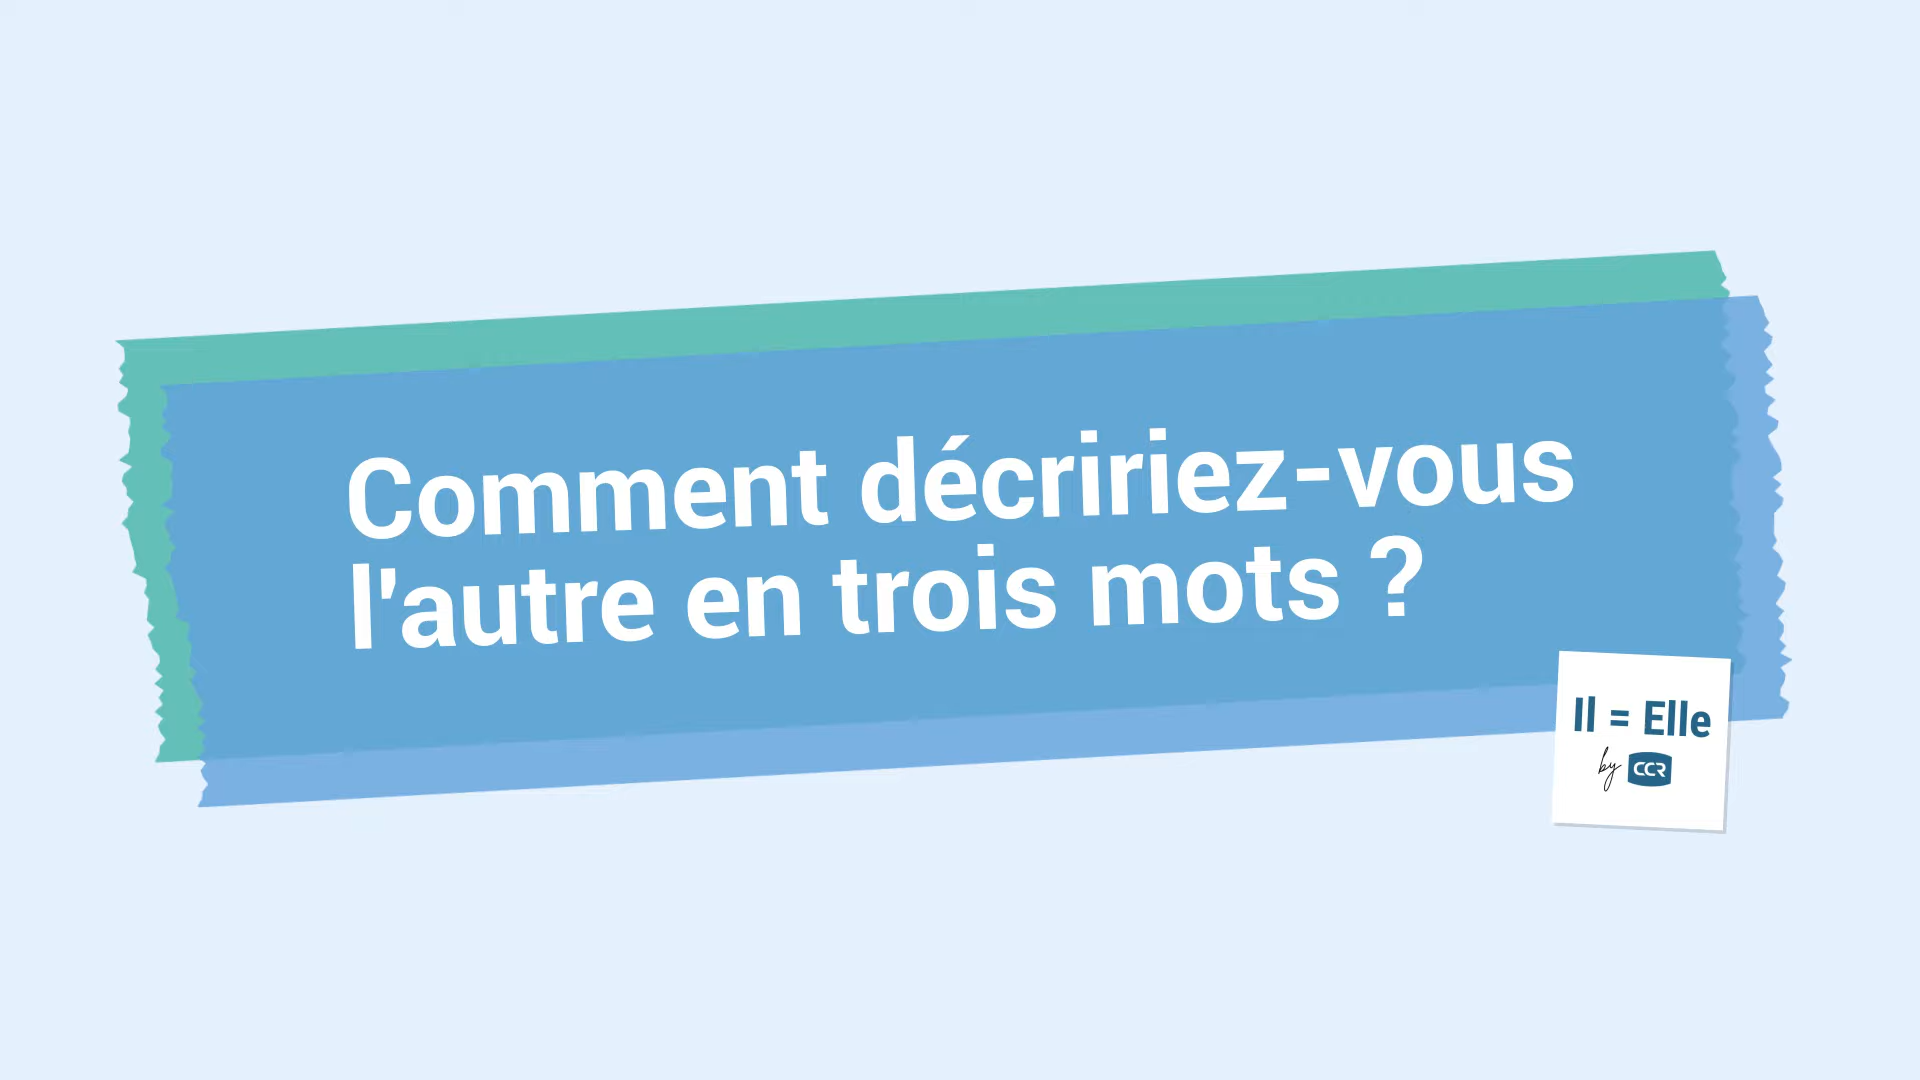 Comment décririez-vous
l'autre en trois mots ?
Il = Elle
by CCR